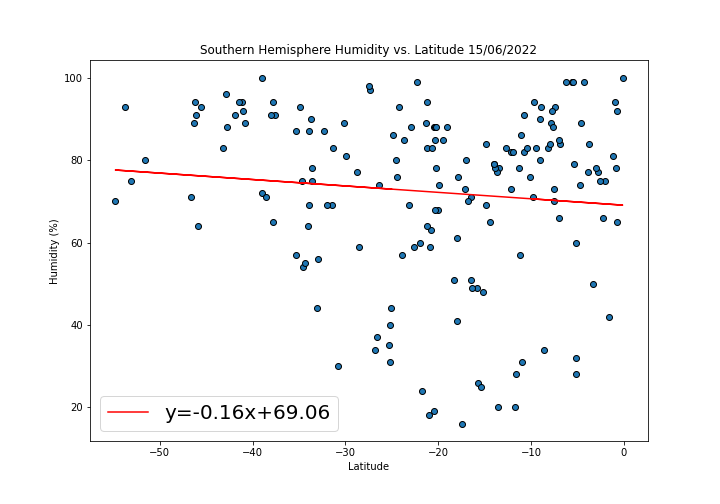 Southern Hemisphere Humidity vs. Latitude 15/06/2022
100
80
60
40
20
Humidity (%)
y=-0.16x+69.06
−50
−40
−30
−20
−10
0
Latitude